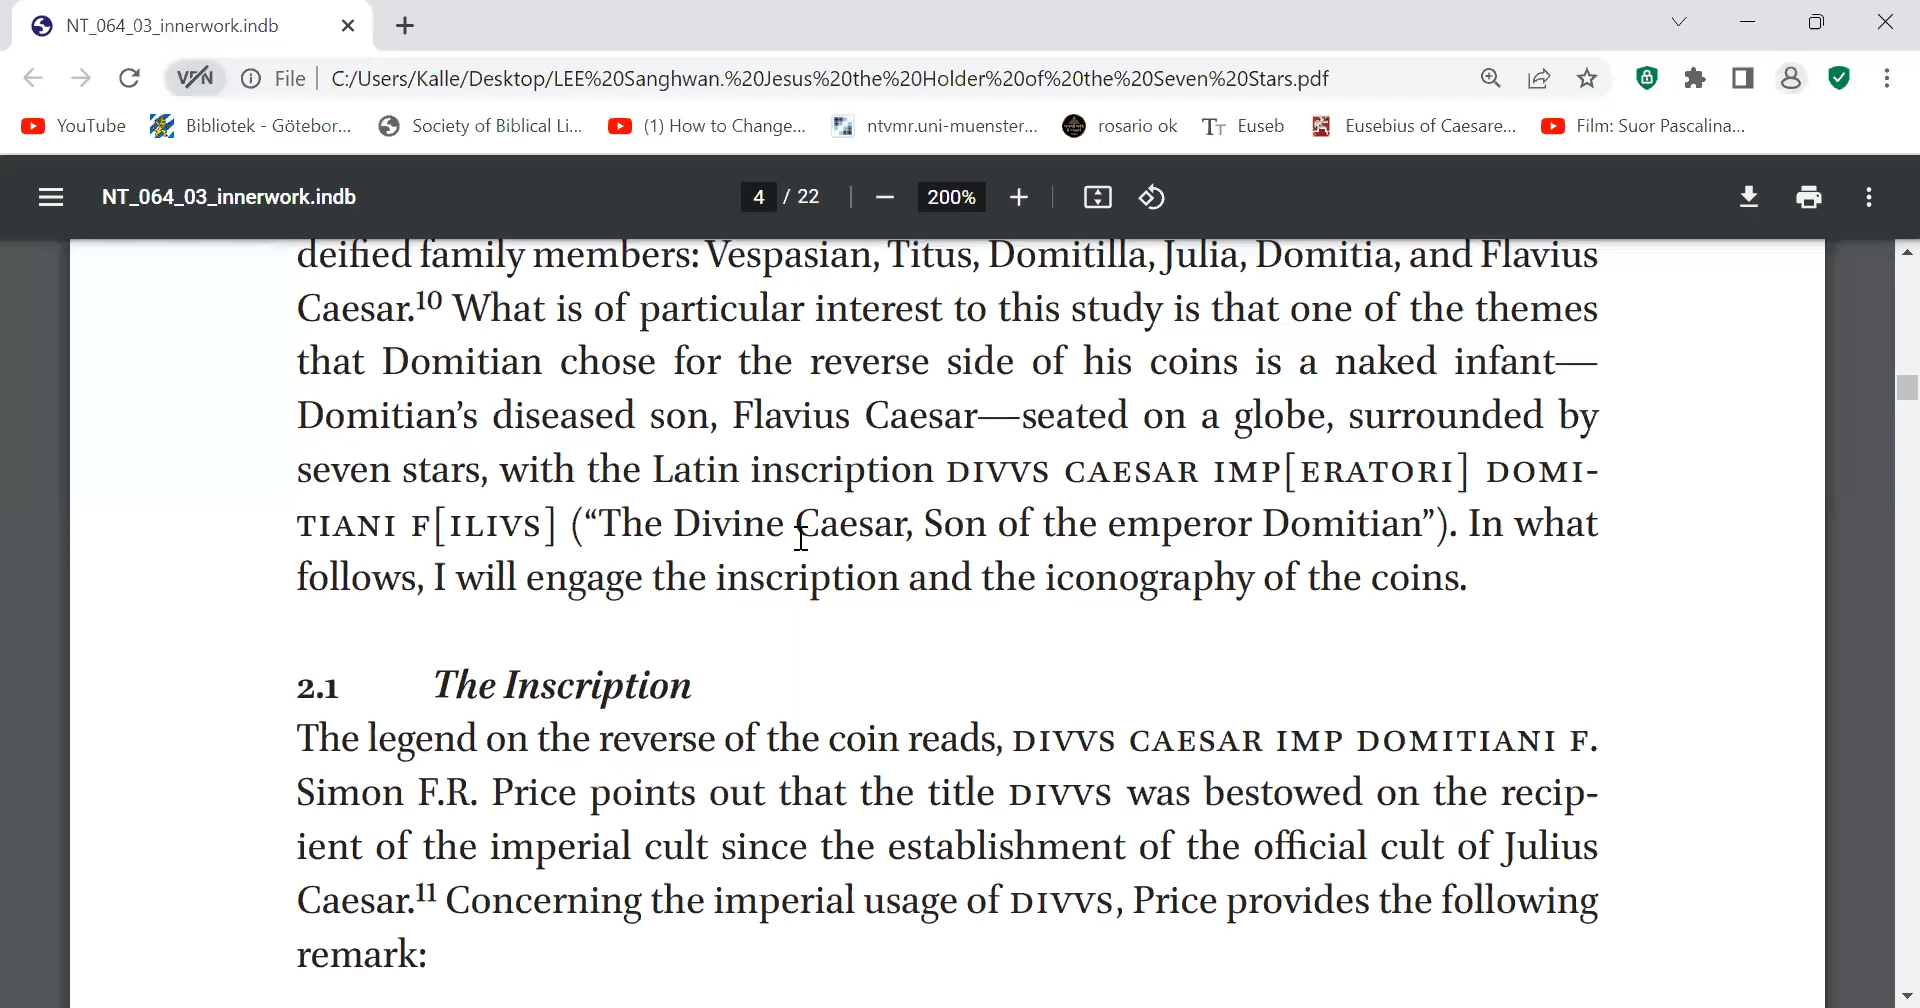 NT_064_03_innerwork.indb
VPN File C:/Users/Kalle/Desktop/LEE%20Sanghwan.%20Jesus%20the%20Holder%20of%20the%20Seven%20Stars.pdf
YouTube Bibliotek - Götebor... Society of Biblical Li... (1) How to Change... ntvmr.uni-muenster... rosario ok Tт Euseb Eusebius of Caesare... Film: Suor Pascalina...
NT_064_03_innerwork.indb 4 / 22 200%
deified family members: Vespasian, Titus, Domitilla, Julia, Domitia, and Flavius
Caesar.10 What is of particular interest to this study is that one of the themes
that Domitian chose for the reverse side of his coins is a naked infant—
Domitian’s diseased son, Flavius Caesar—seated on a globe, surrounded by
seven stars, with the Latin inscription DIVVS CAESAR IMP[ERATORI] DOMI-
TIANI F[ILIVS] (“The Divine Caesar, Son of the emperor Domitian”). In what
follows, I will engage the inscription and the iconography of the coins.
2.1 The Inscription
The legend on the reverse of the coin reads, DIVVS CAESAR IMP DOMITIANI F.
Simon F.R. Price points out that the title DIVVS was bestowed on the recip-
ient of the imperial cult since the establishment of the official cult of Julius
Caesar.11 Concerning the imperial usage of DIVVS, Price provides the following
remark: